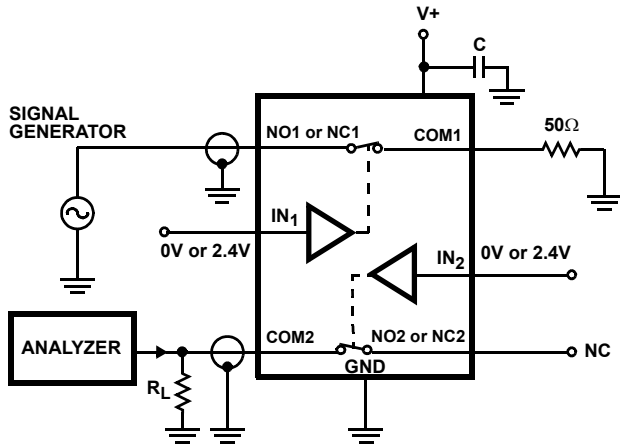 V+
C
SIGNAL
GENERATOR
NO1 or NC1
COM1
50Ω
IN1
0V or 2.4V
IN2
0V or 2.4V
ANALYZER
COM2
NO2 or NC2
NC
RL
GND